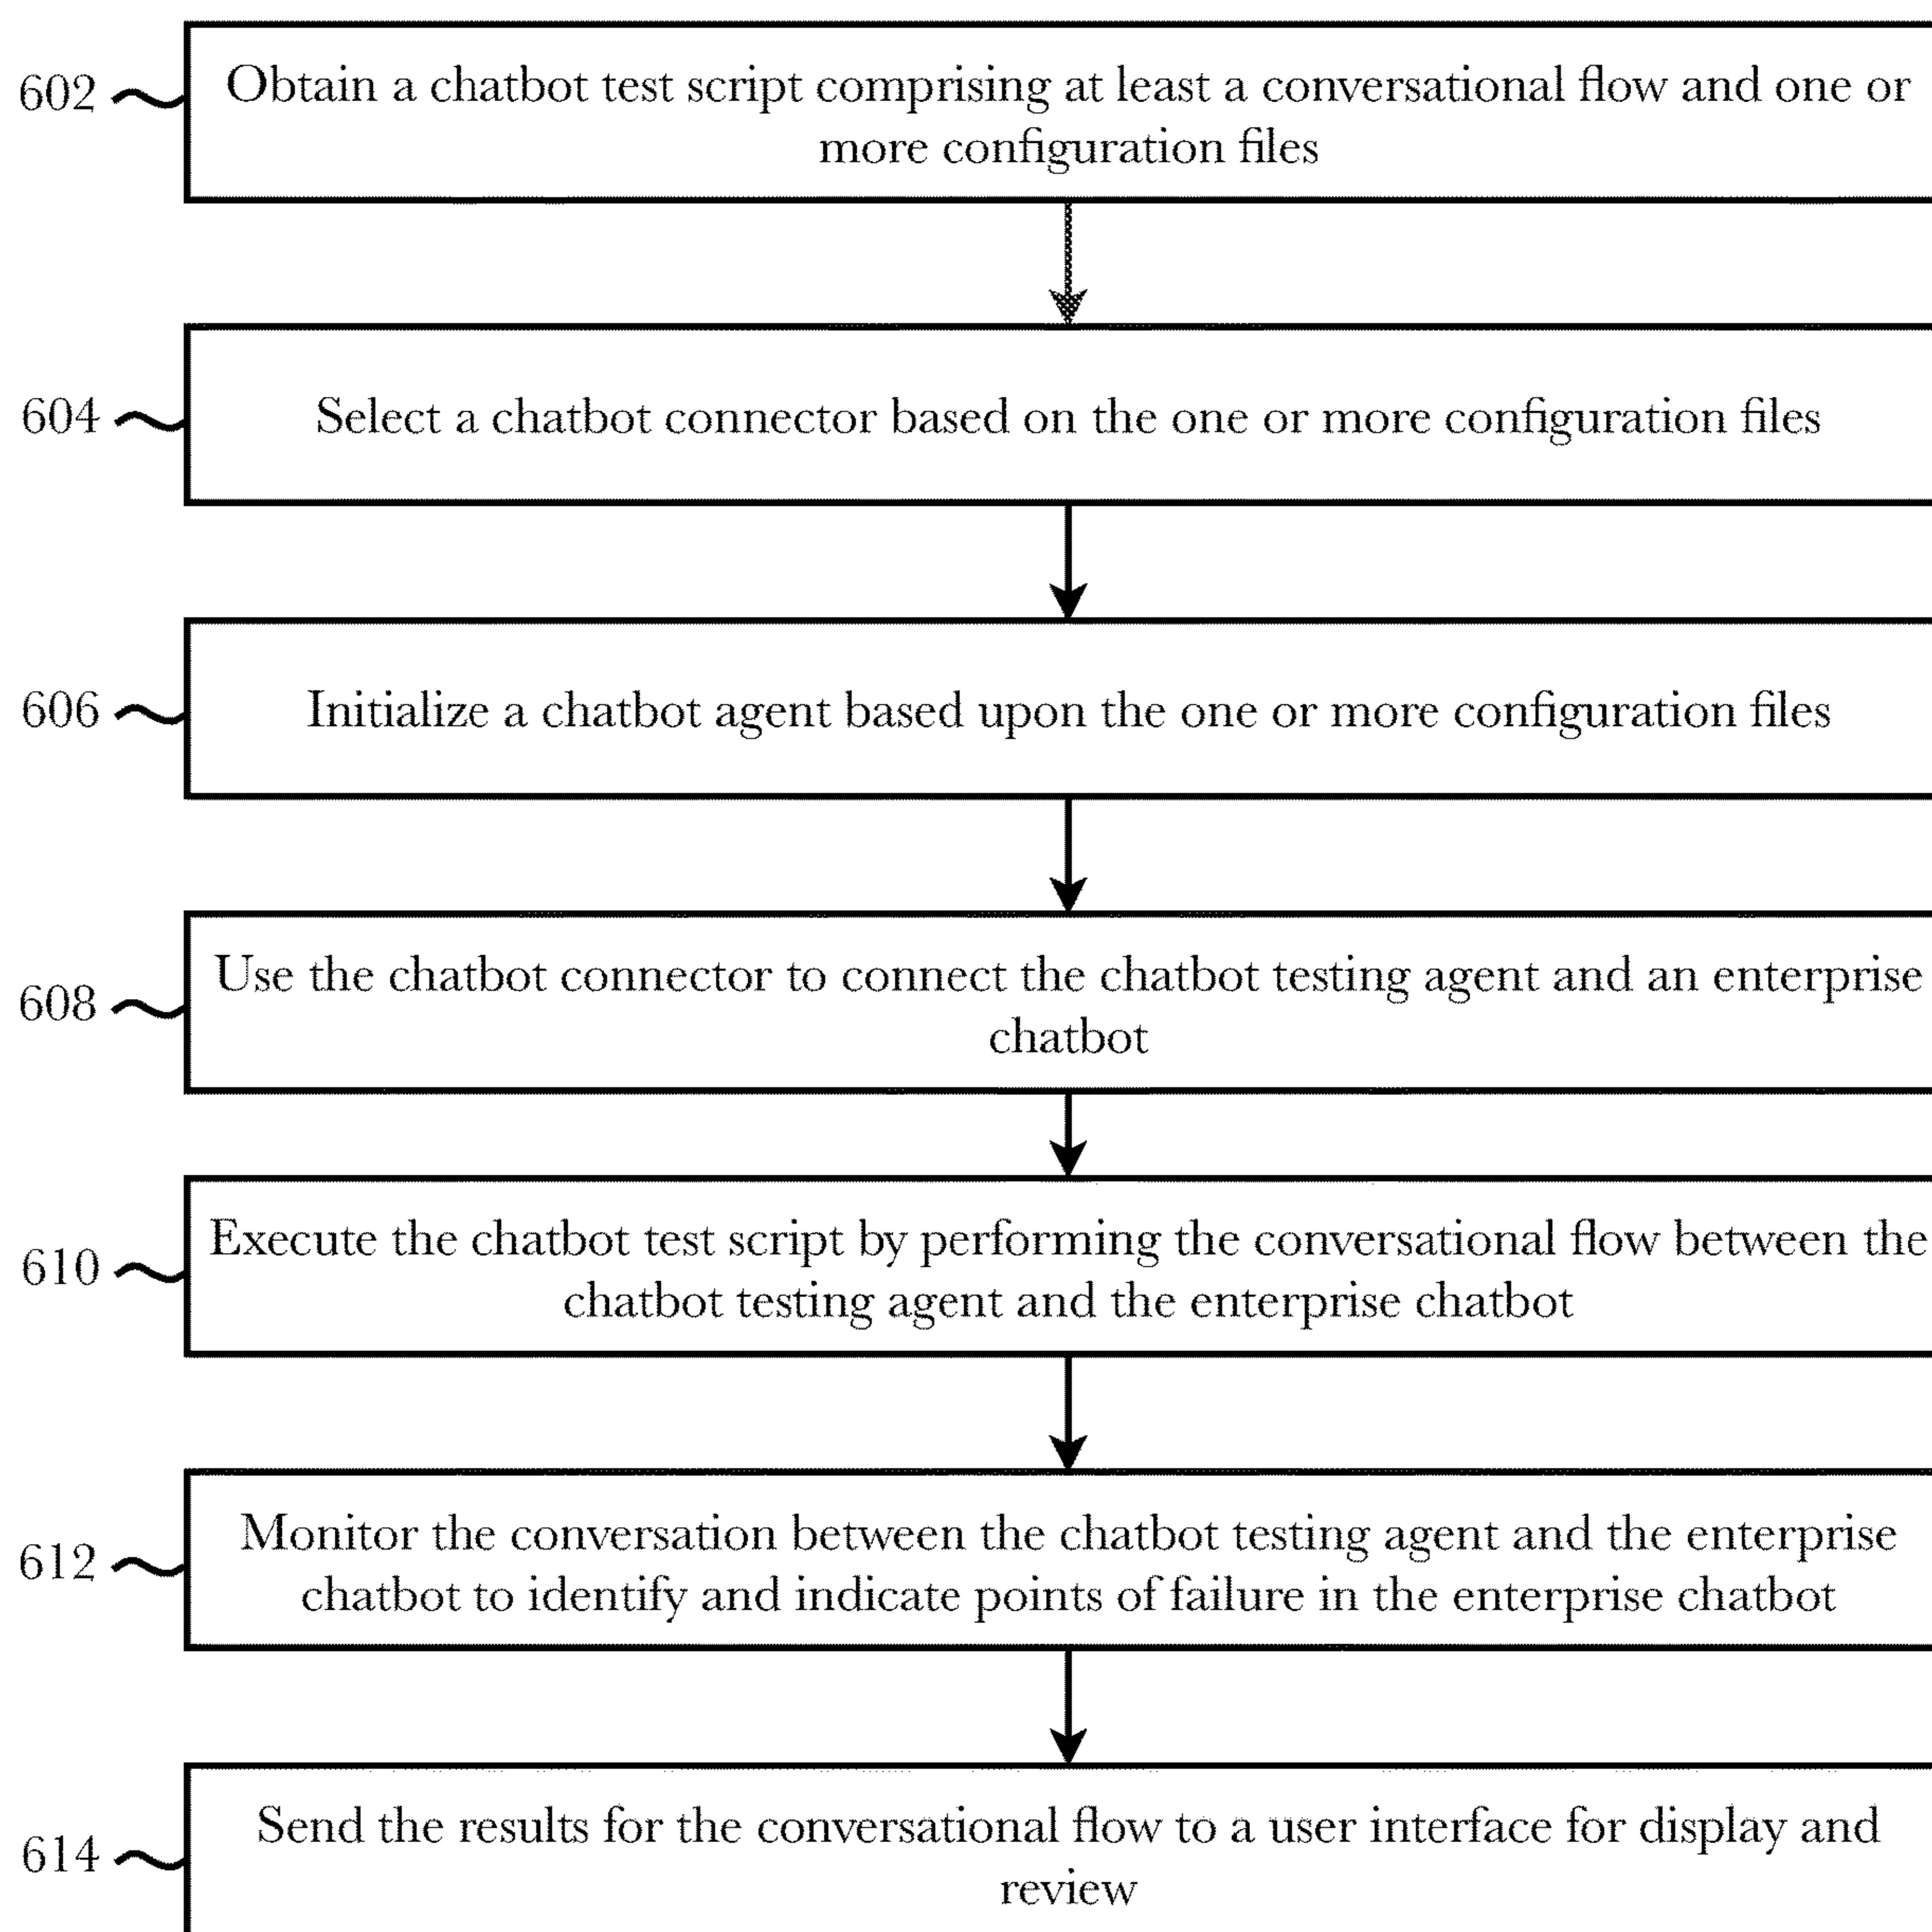 602
Obtain a chatbot test script comprising at least a conversational flow and one or
more configuration files
604
Select a chatbot connector based on the one or more configuration files
606
Initialize a chatbot agent based upon the one or more configuration files
608
Use the chatbot connector to connect the chatbot testing agent and an enterprise
chatbot
610
Execute the chatbot test script by performing the conversational flow between the
chatbot testing agent and the enterprise chatbot
612
Monitor the conversation between the chatbot testing agent and the enterprise
chatbot to identify and indicate points of failure in the enterprise chatbot
614
Send the results for the conversational flow to a user interface for display and
review